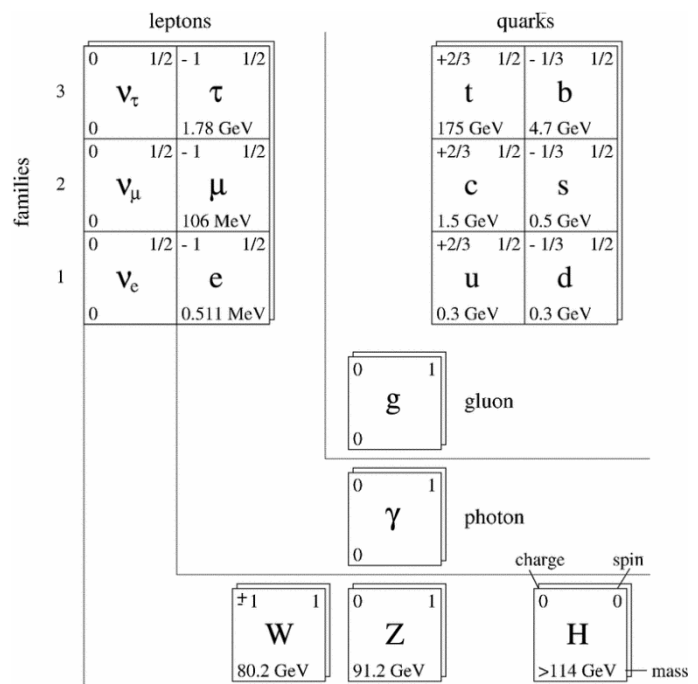 leptons quarks
0 1/2 - 1 1/2 +2/3 1/2 - 1/3 1/2
3 ντ τ t b
0 1.78 GeV 175 GeV 4.7 GeV
0 1/2 - 1 1/2 +2/3 1/2 - 1/3 1/2
families
2 νμ μ c s
0 106 MeV 1.5 GeV 0.5 GeV
0 1/2 - 1 1/2 +2/3 1/2 - 1/3 1/2
1 νe e u d
0 0.511 MeV 0.3 GeV 0.3 GeV
0 1
g gluon
0
0 1
γ photon
0
charge spin
± 1 1 0 1 0 0
W Z H
80.2 GeV 91.2 GeV >114 GeV mass